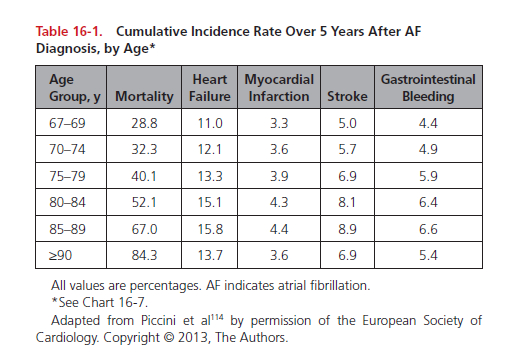 Table 16-1. Cumulative Incidence Rate Over 5 Years After AF
Diagnosis, by Age*
Age Group, y Mortality Heart Failure Myocardial Infarction Stroke Gastrointestinal Bleeding
67–69 28.8 11.0 3.3 5.0 4.4
70–74 32.3 12.1 3.6 5.7 4.9
75–79 40.1 13.3 3.9 6.9 5.9
80–84 52.1 15.1 4.3 8.1 6.4
85–89 67.0 15.8 4.4 8.9 6.6
≥90 84.3 13.7 3.6 6.9 5.4
All values are percentages. AF indicates atrial fibrillation.
*See Chart 16-7.
Adapted from Piccini et al¹¹⁴ by permission of the European Society of
Cardiology. Copyright © 2013, The Authors.